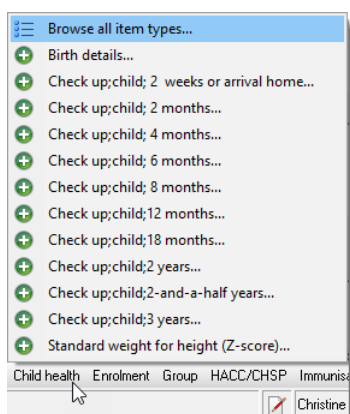 Browse all item types...
Birth details...
Check up;child; 2  weeks or arrival home...
Check up;child; 2 months...
Check up;child; 4 months...
Check up;child; 6 months...
Check up;child; 8 months...
Check up;child;12 months...
Check up;child;18 months...
Check up;child;2 years...
Check up;child;2-and-a-half years...
Check up;child;3 years...
Standard weight for height (Z-score)...
Child health Enrolment Group HACC/CHSP Immunisa
Christine